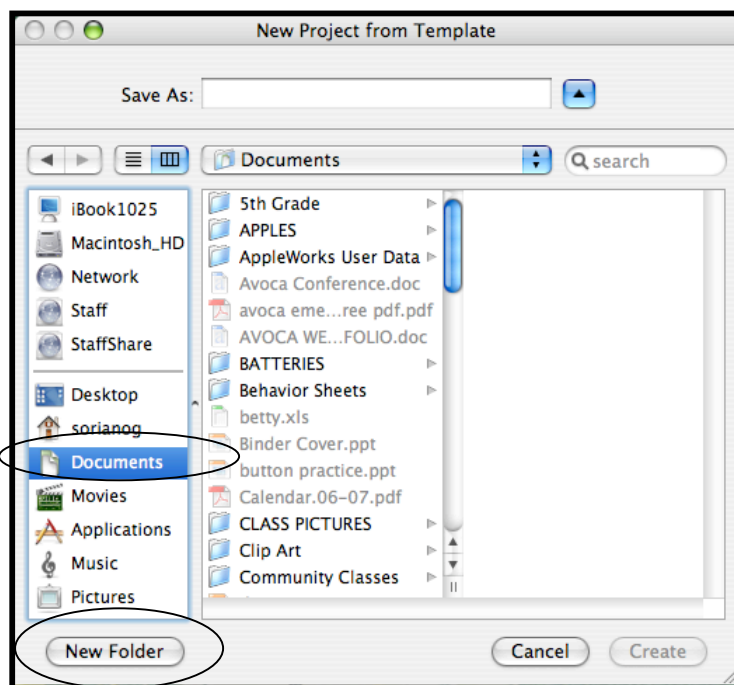 New Project from Template
Save As:
Documents
search
iBook1025
Macintosh_HD
Network
Staff
StaffShare
Desktop
sorianog
Documents
Movies
Applications
Music
Pictures
5th Grade
APPLES
AppleWorks User Data
Avoca Conference.doc
avoca eme...ree pdf.pdf
AVOCA WE...FOLIO.doc
BATTERIES
Behavior Sheets
betty.xls
Binder Cover.ppt
button practice.ppt
Calendar.06-07.pdf
CLASS PICTURES
Clip Art
Community Classes
New Folder
Cancel
Create